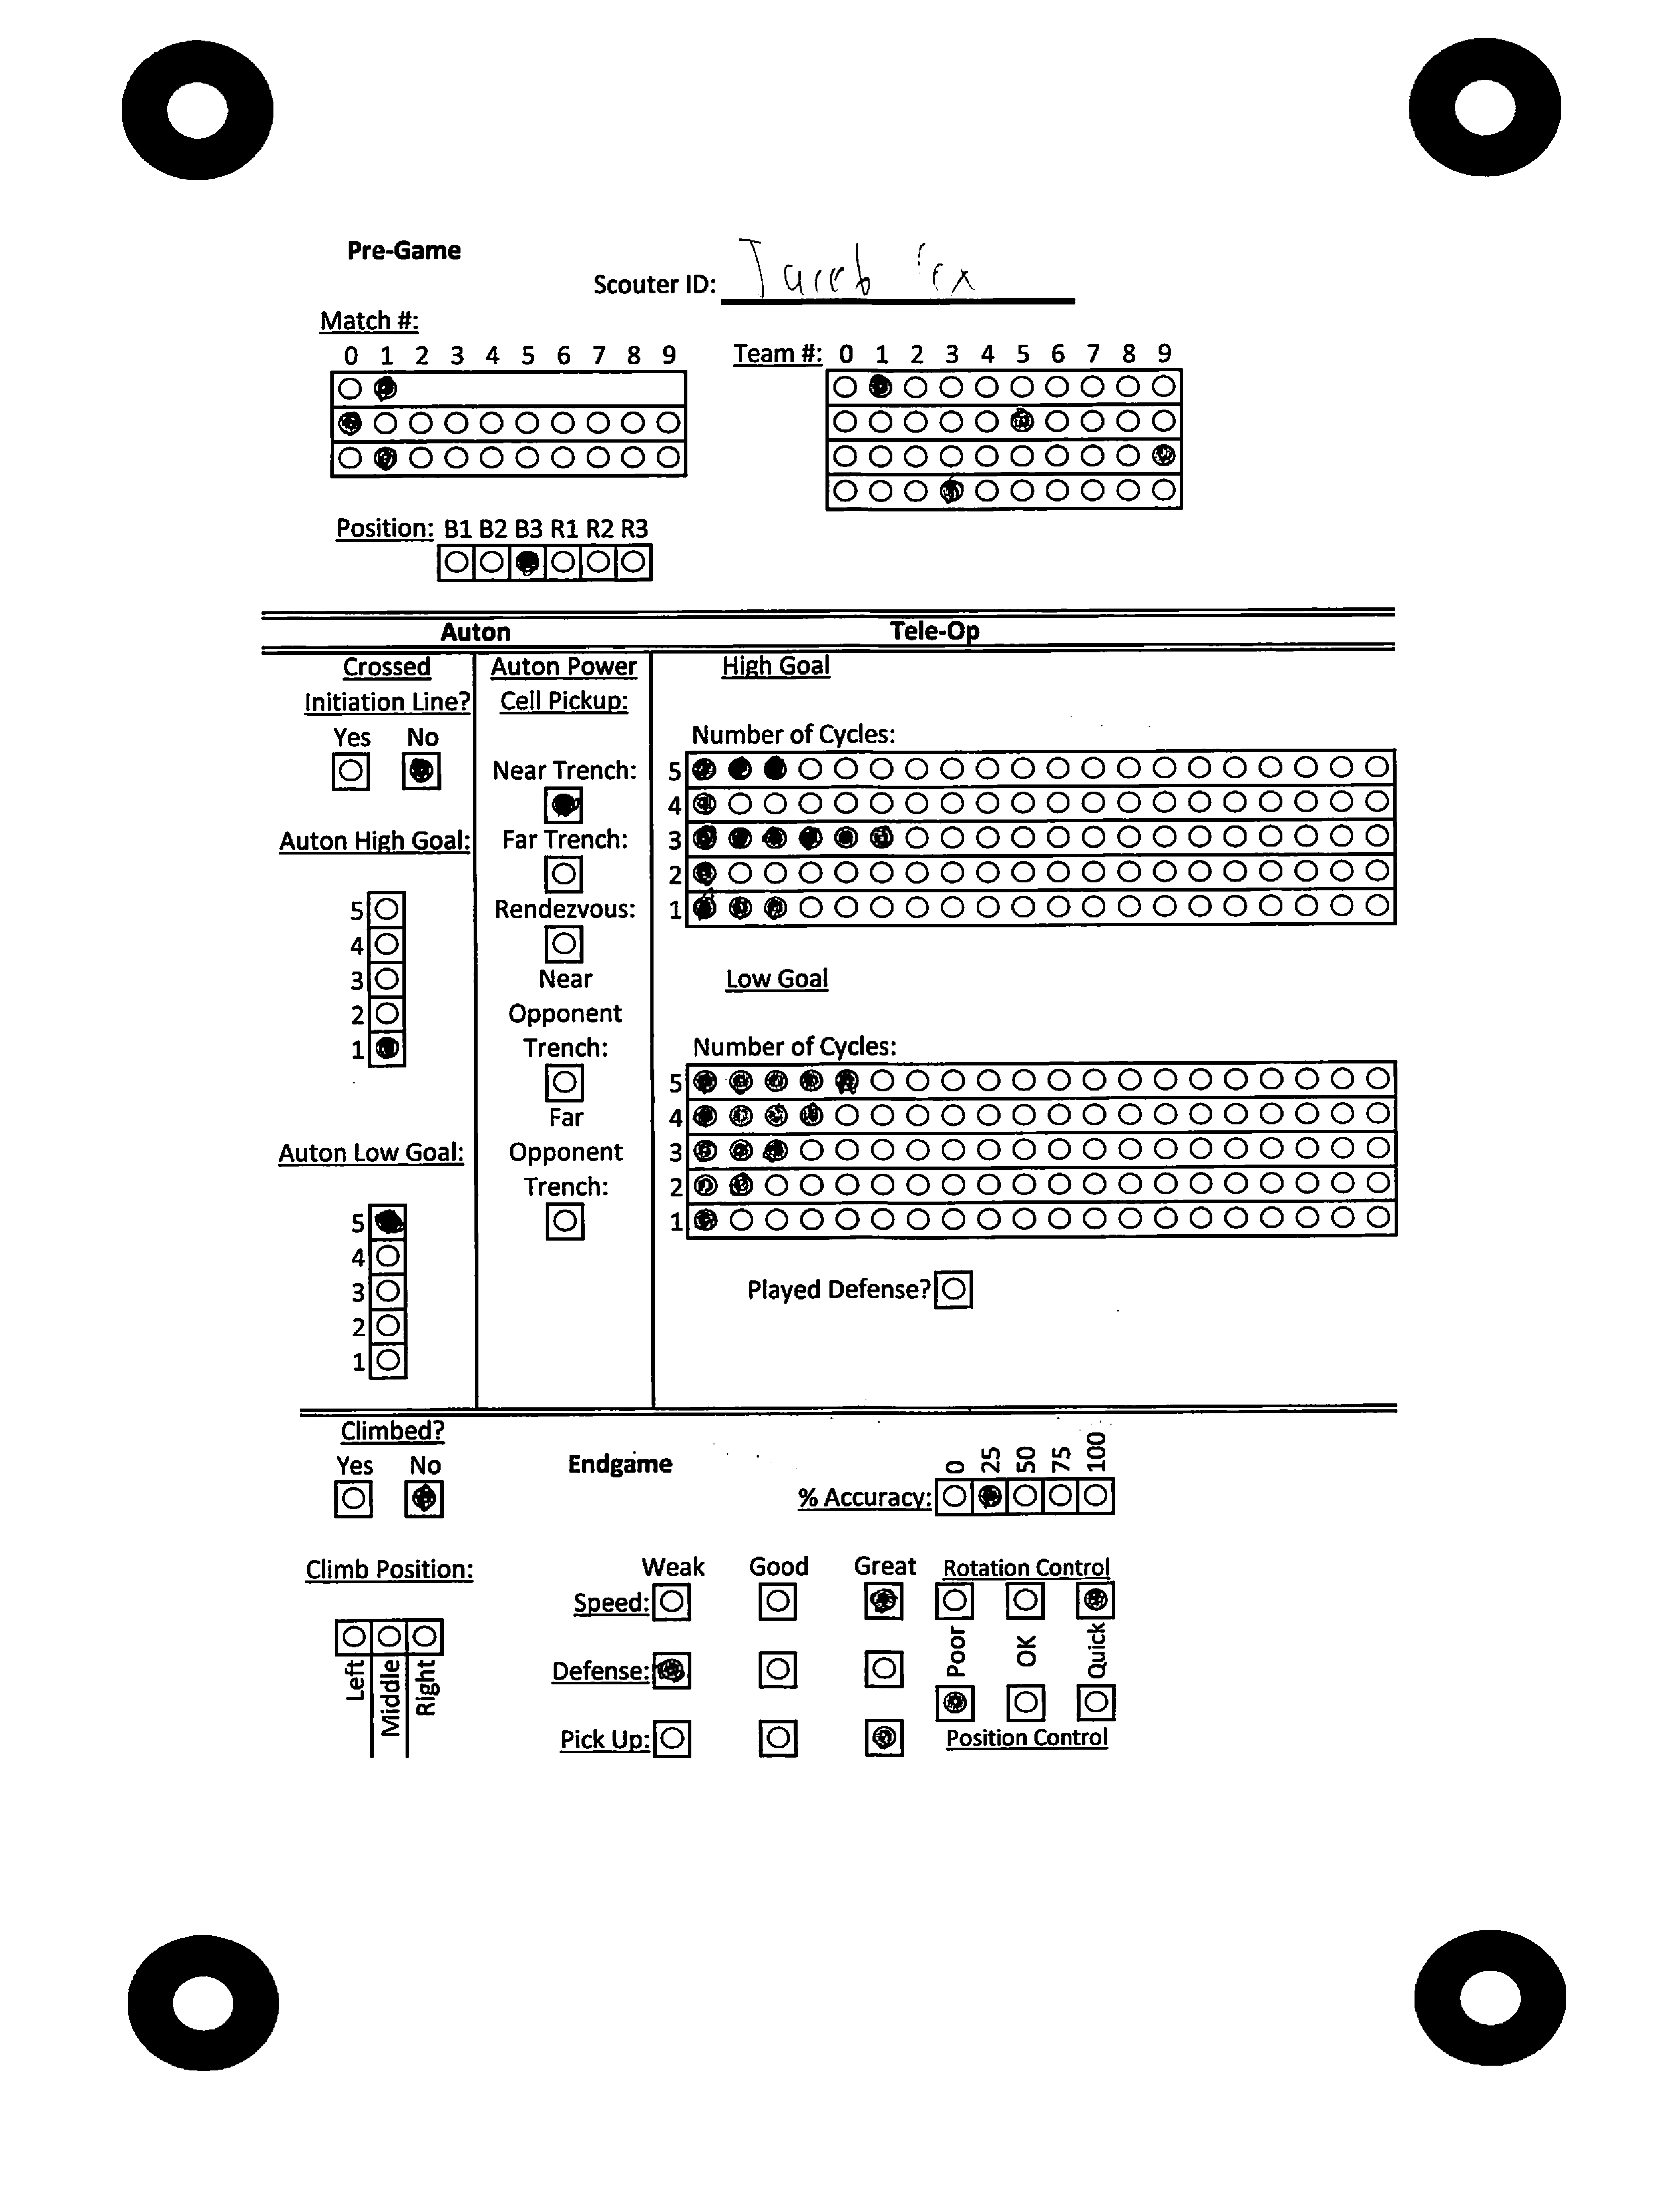 Pre-Game
Scouter ID: Jacob
Match #:
0 1 2 3 4 5 6 7 8 9
Team #: 0 1 2 3 4 5 6 7 8 9
Position: B1 B2 B3 R1 R2 R3
Auton
Tele-Op
Crossed
Initiation Line?
Yes No
Auton High Goal:
5
4
3
2
1
Auton Low Goal:
5
4
3
2
1
Auton Power
Cell Pickup:
Near Trench:
Far Trench:
Rendezvous:
Near
Opponent
Trench:
Far
Opponent
Trench:
High Goal
Number of Cycles:
5
4
3
2
1
Low Goal
Number of Cycles:
5
4
3
2
1
Played Defense?
Climbed?
Yes No
Climb Position:
Left
Middle
Right
Endgame
0 25 50 75 100
% Accuracy:
Weak Good Great
Speed:
Defense:
Pick Up:
Rotation Control
Poor OK Quick
Position Control